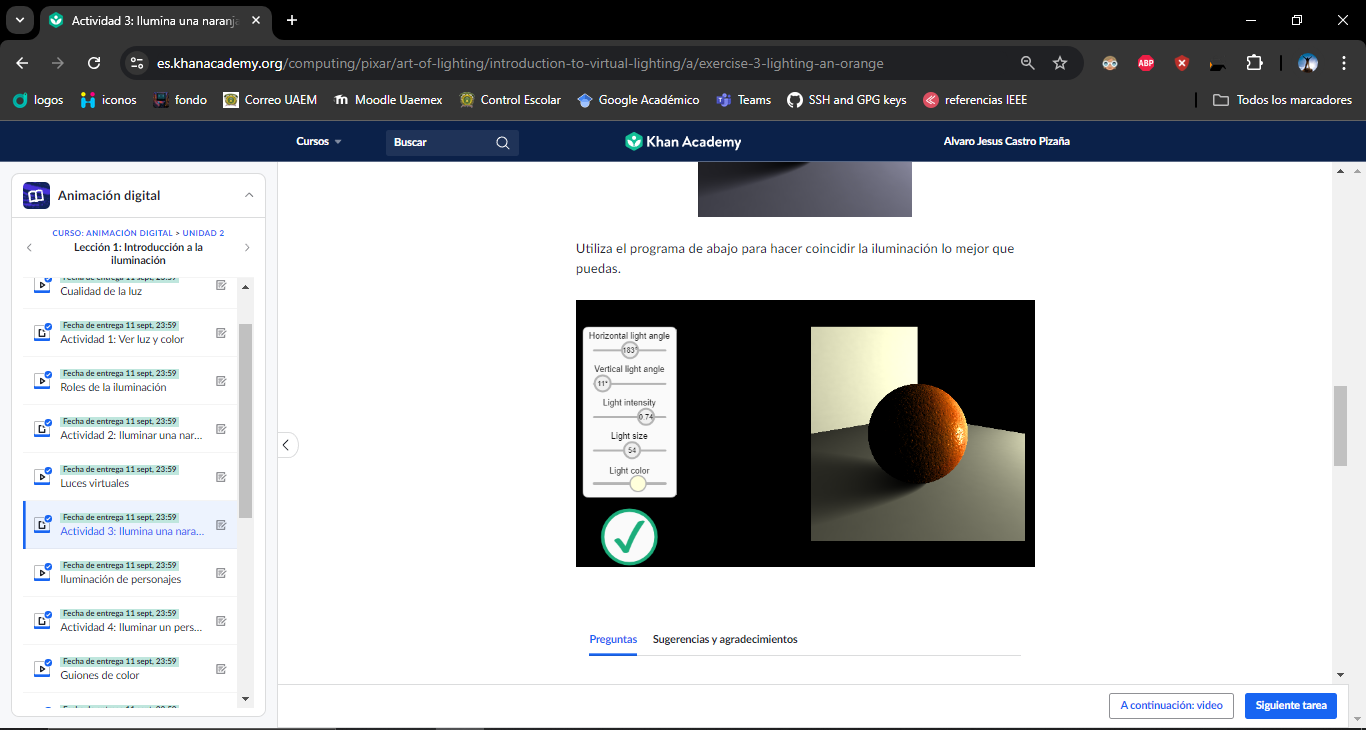 Actividad 3: Ilumina una naranja
es.khanacademy.org/computing/pixar/art-of-lighting/introduction-to-virtual-lighting/a/exercise-3-lighting-an-orange
ABP
logos
iconos
fondo
Correo UAEM
Moodle Uaemex
Control Escolar
Google Académico
Teams
SSH and GPG keys
referencias IEEE
Todos los marcadores
Cursos
Buscar
Khan Academy
Alvaro Jesus Castro Pizaña
Animación digital
CURSO: ANIMACIÓN DIGITAL > UNIDAD 2
Lección 1: Introducción a la
iluminación
Fecha de entrega 11 sept, 23:59
Cualidad de la luz
Fecha de entrega 11 sept, 23:59
Actividad 1: Ver luz y color
Fecha de entrega 11 sept, 23:59
Roles de la iluminación
Fecha de entrega 11 sept, 23:59
Actividad 2: Iluminar una nar...
Fecha de entrega 11 sept, 23:59
Luces virtuales
Fecha de entrega 11 sept, 23:59
Actividad 3: Ilumina una nara...
Fecha de entrega 11 sept, 23:59
Iluminación de personajes
Fecha de entrega 11 sept, 23:59
Actividad 4: Iluminar un pers...
Fecha de entrega 11 sept, 23:59
Guiones de color
Utiliza el programa de abajo para hacer coincidir la iluminación lo mejor que
puedas.
Horizontal light angle
183°
Vertical light angle
11°
Light intensity
0.74
Light size
54
Light color
Preguntas
Sugerencias y agradecimientos
A continuación: video
Siguiente tarea